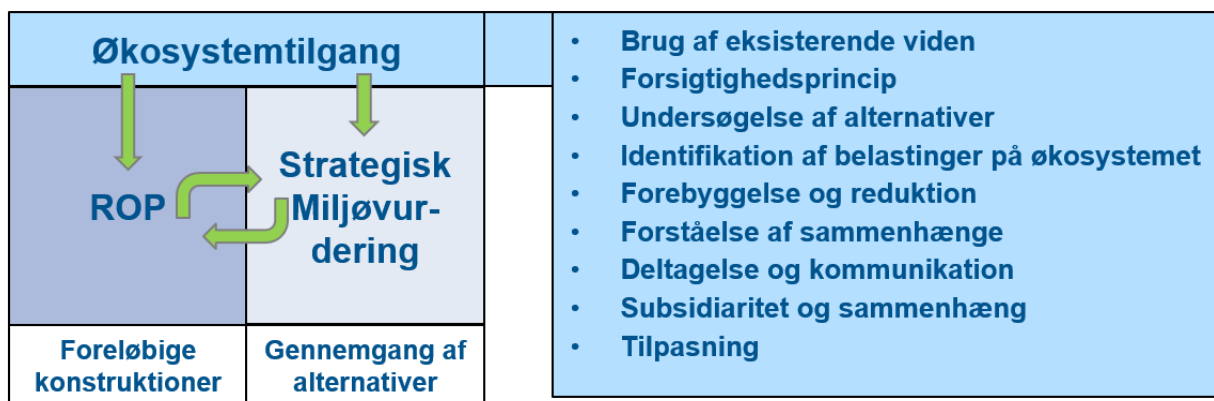 Økosystemtilgang
ROP
Strategisk
Miljøvur-
dering
Foreløbige
konstruktioner
Gennemgang af
alternativer
• Brug af eksisterende viden
• Forsigtighedsprincip
• Undersøgelse af alternativer
• Identifikation af belastinger på økosystemet
• Forebyggelse og reduktion
• Forståelse af sammenhænge
• Deltagelse og kommunikation
• Subsidiaritet og sammenhæng
• Tilpasning